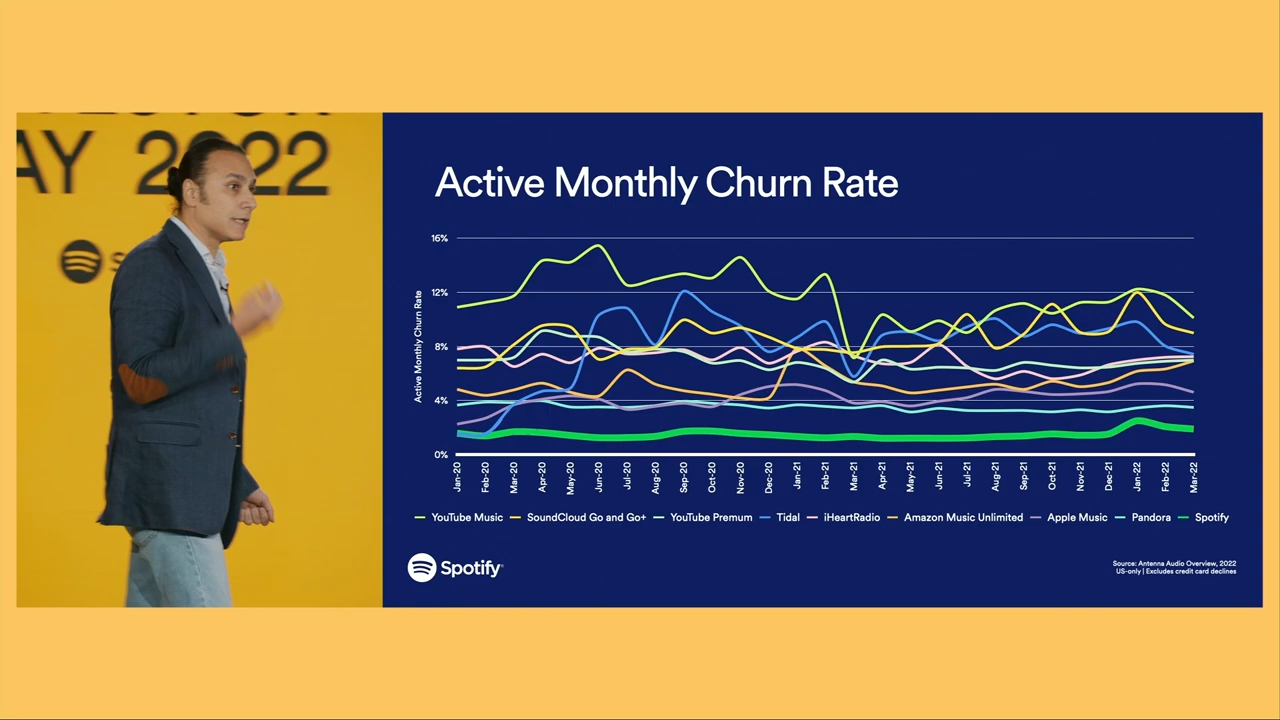 AY 2022
Active Monthly Churn Rate
Active Monthly Churn Rate
16%
12%
8%
4%
0%
Jan-20 Feb-20 Mar-20 Apr-20 May-20 Jun-20 Jul-20 Aug-20 Sep-20 Oct-20 Nov-20 Dec-20 Jan-21 Feb-21 Mar-21 Apr-21 May-21 Jun-21 Jul-21 Aug-21 Sep-21 Oct-21 Nov-21 Dec-21 Jan-22 Feb-22 Mar-22
YouTube Music SoundCloud Go and Go+ YouTube Premum Tidal iHeartRadio Amazon Music Unlimited Apple Music Pandora Spotify
Spotify
Source: Antenna Audio Overview, 2022
US-only | Excludes credit card declines